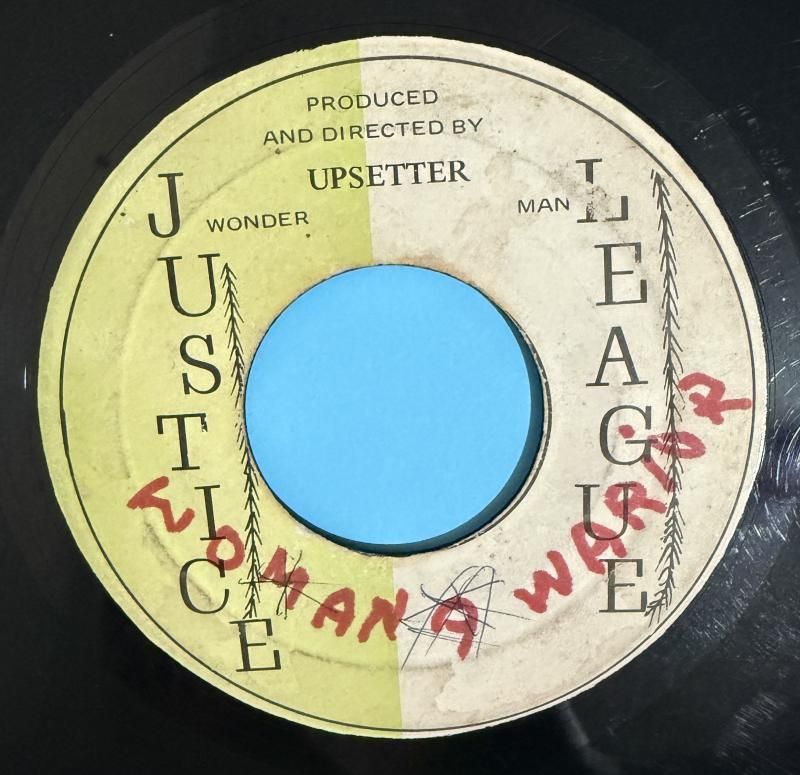 PRODUCED
AND DIRECTED BY
UPSETTER
WONDER MAN
JUSTICE
LEAGUE
WOMAN A WARIOR